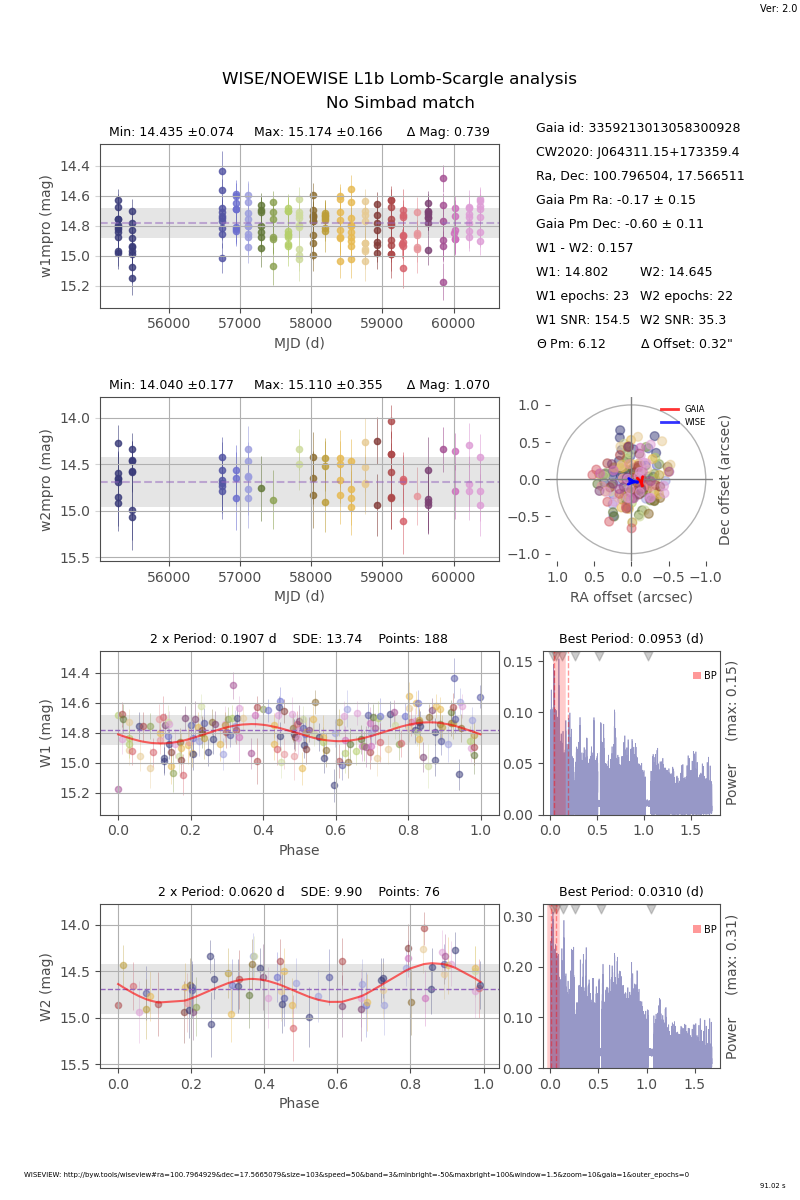 Ver: 2.0
WISE/NOEWISE L1b Lomb-Scargle analysis
No Simbad match
Min: 14.435 ±0.074 Max: 15.174 ±0.166 Δ Mag: 0.739
w1mpro (mag)
14.4
14.6
14.8
15.0
15.2
56000 57000 58000 59000 60000
MJD (d)
Gaia id: 3359213013058300928
CW2020: J064311.15+173359.4
Ra, Dec: 100.796504, 17.566511
Gaia Pm Ra: -0.17 ± 0.15
Gaia Pm Dec: -0.60 ± 0.11
W1 - W2: 0.157
W1: 14.802 W2: 14.645
W1 epochs: 23 W2 epochs: 22
W1 SNR: 154.5 W2 SNR: 35.3
Θ Pm: 6.12 Δ Offset: 0.32"
Min: 14.040 ±0.177 Max: 15.110 ±0.355 Δ Mag: 1.070
w2mpro (mag)
14.0
14.5
15.0
15.5
56000 57000 58000 59000 60000
MJD (d)
GAIA
WISE
1.0
0.5
0.0
−0.5
−1.0
1.0 0.5 0.0 −0.5 −1.0
RA offset (arcsec)
Dec offset (arcsec)
2 x Period: 0.1907 d SDE: 13.74 Points: 188
W1 (mag)
14.4
14.6
14.8
15.0
15.2
0.0 0.2 0.4 0.6 0.8 1.0
Phase
Best Period: 0.0953 (d)
BP
0.15
0.10
0.05
0.00
0.0 0.5 1.0 1.5
Power (max: 0.15)
2 x Period: 0.0620 d SDE: 9.90 Points: 76
W2 (mag)
14.0
14.5
15.0
15.5
0.0 0.2 0.4 0.6 0.8 1.0
Phase
Best Period: 0.0310 (d)
BP
0.30
0.20
0.10
0.00
0.0 0.5 1.0 1.5
Power (max: 0.31)
WISEVIEW: http://byw.tools/wiseview#ra=100.7964929&dec=17.5665079&size=103&speed=50&band=3&minbright=-50&maxbright=100&window=1.5&zoom=10&gaia=1&outer_epochs=0
91.02 s